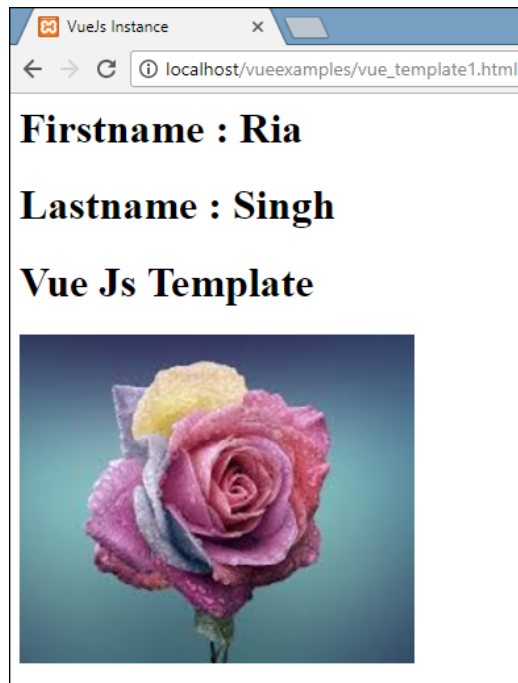 VueJs Instance
localhost/vueexamples/vue_template1.html
Firstname : Ria
Lastname : Singh
Vue Js Template